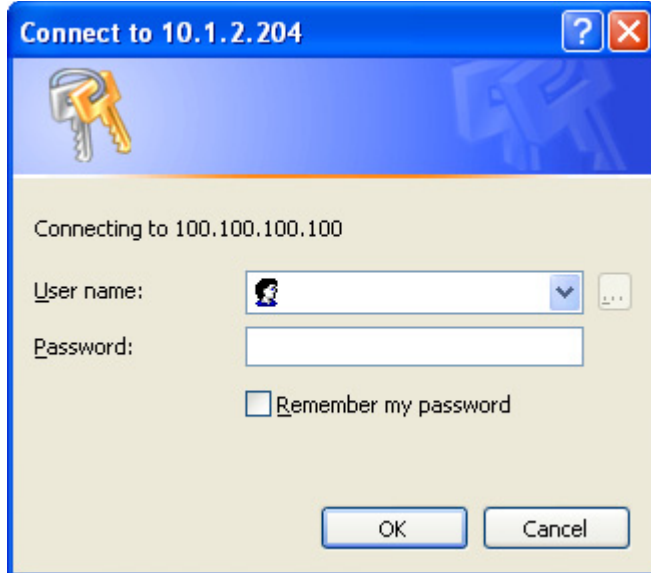 Connect to 10.1.2.204
Connecting to 100.100.100.100
User name:
...
Password:
Remember my password
OK
Cancel